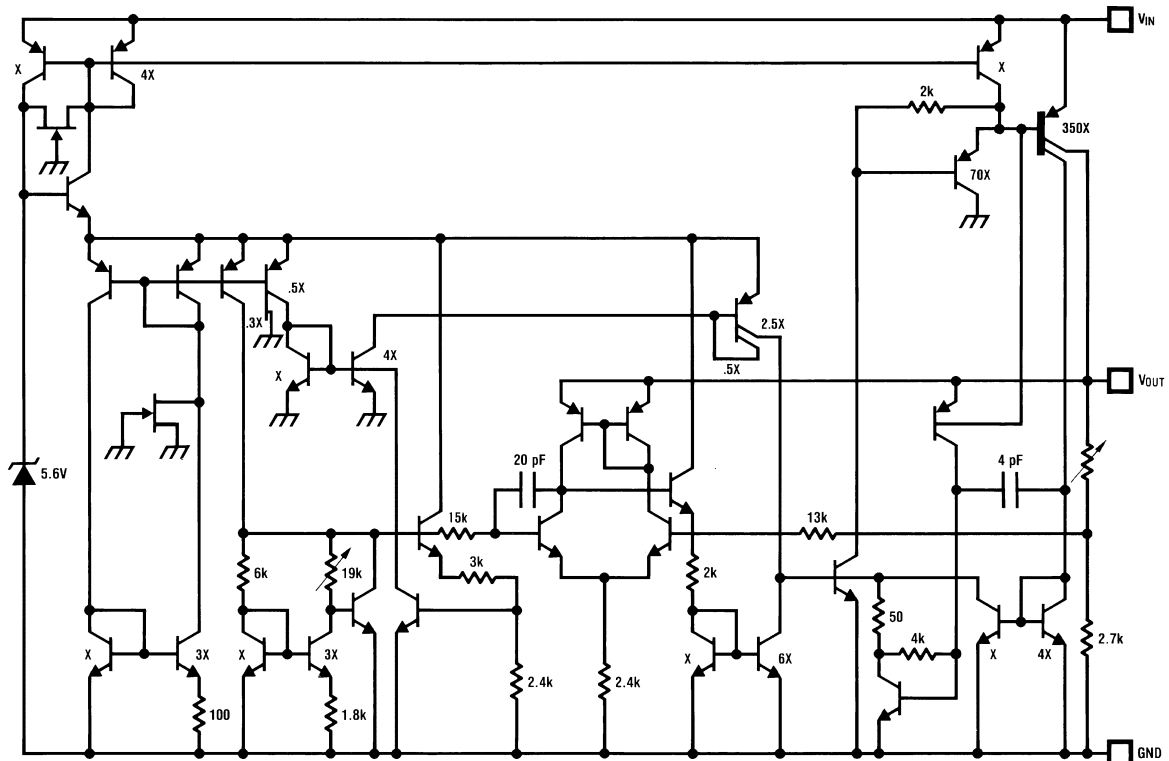 VIN
X
4X
X
2k
350X
70X
.5X
.3X
X
4X
2.5X
.5X
VOUT
5.6V
20 pF
4 pF
15k
13k
6k
19k
3k
2k
50
X
3X
X
3X
X
6X
4k
X
4X
2.7k
100
1.8k
2.4k
2.4k
GND